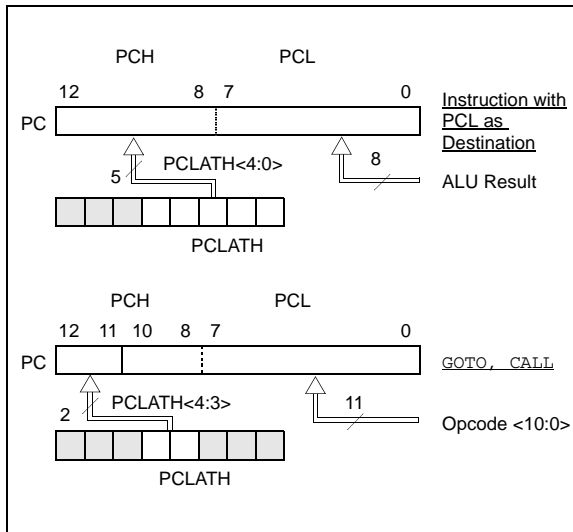 PCH PCL
12 8 7 0
PC
Instruction with
PCL as
Destination
5 PCLATH<4:0> 8
ALU Result
PCLATH
PCH PCL
12 11 10 8 7 0
PC GOTO, CALL
2 PCLATH<4:3> 11
Opcode <10:0>
PCLATH